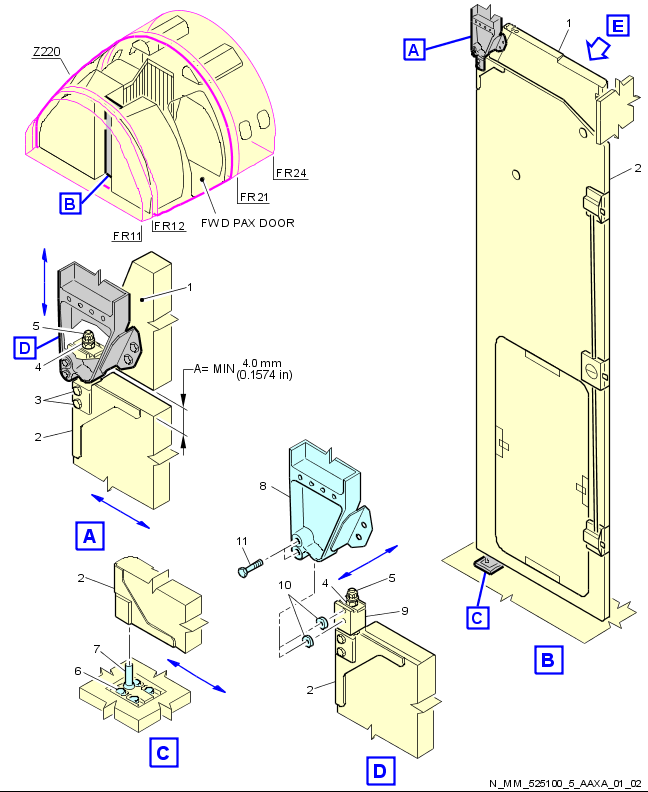 Z220
B
FR11
FR12
FWD PAX DOOR
FR21
FR24
A
1
E
2
C
B
1
5
D
4
3
2
A= MIN 4.0 mm
(0.1574 in)
A
8
11
10
4
5
9
2
D
2
7
6
C
N_MM_525100_5_AAXA_01_02